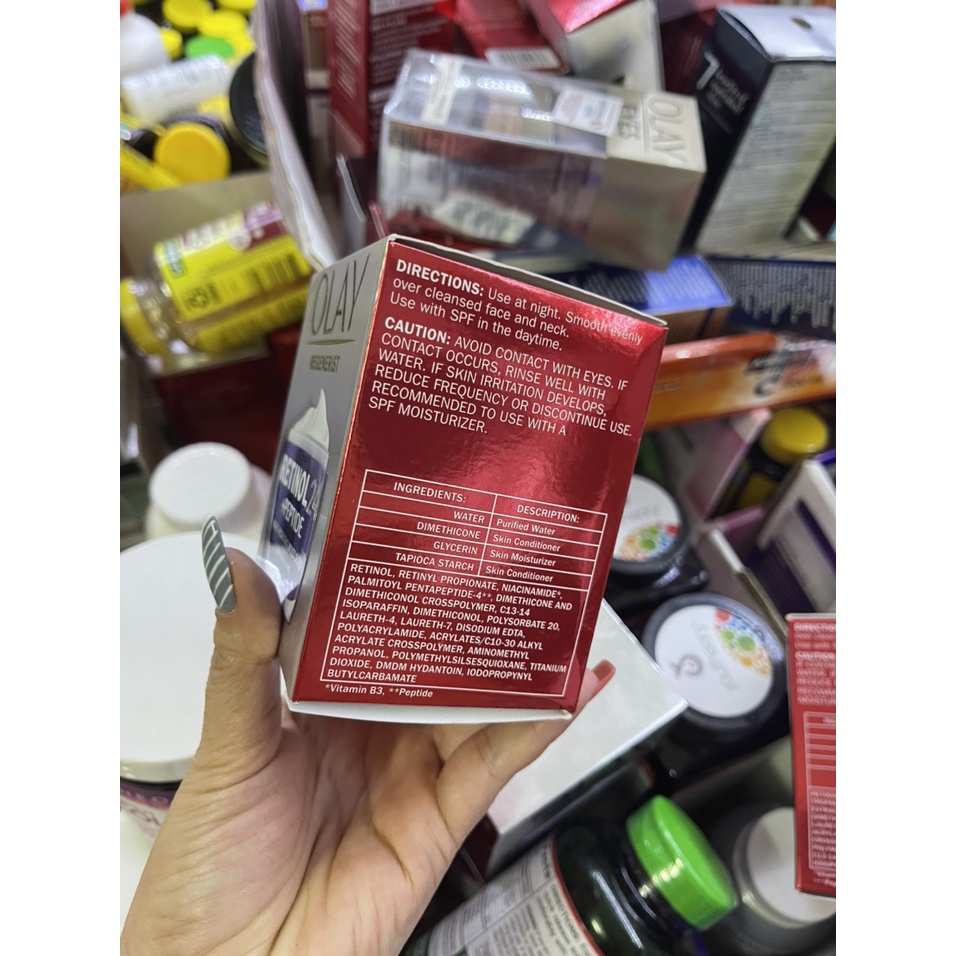 OLAY
EYES
7
OLAY
REGENERIST
RETINOL 24
+PEPTIDE
DIRECTIONS: Use at night. Smooth evenly
over cleansed face and neck.
Use with SPF in the daytime.
CAUTION: AVOID CONTACT WITH EYES. IF
CONTACT OCCURS, RINSE WELL WITH
WATER. IF SKIN IRRITATION DEVELOPS,
REDUCE FREQUENCY OR DISCONTINUE USE.
RECOMMENDED TO USE WITH A
SPF MOISTURIZER.
INGREDIENTS: DESCRIPTION:
WATER Purified Water
DIMETHICONE Skin Conditioner
GLYCERIN Skin Moisturizer
TAPIOCA STARCH Skin Conditioner
RETINOL, RETINYL PROPIONATE, NIACINAMIDE*,
PALMITOYL PENTAPEPTIDE-4**, DIMETHICONE AND
DIMETHICONOL CROSSPOLYMER, C13-14
ISOPARAFFIN, DIMETHICONOL, POLYSORBATE 20,
LAURETH-4, LAURETH-7, DISODIUM EDTA,
POLYACRYLAMIDE, ACRYLATES/C10-30 ALKYL
ACRYLATE CROSSPOLYMER, AMINOMETHYL
PROPANOL, POLYMETHYLSILSESQUIOXANE, TITANIUM
DIOXIDE, DMDM HYDANTOIN, IODOPROPYNYL
BUTYLCARBAMATE
*Vitamin B3, **Peptide